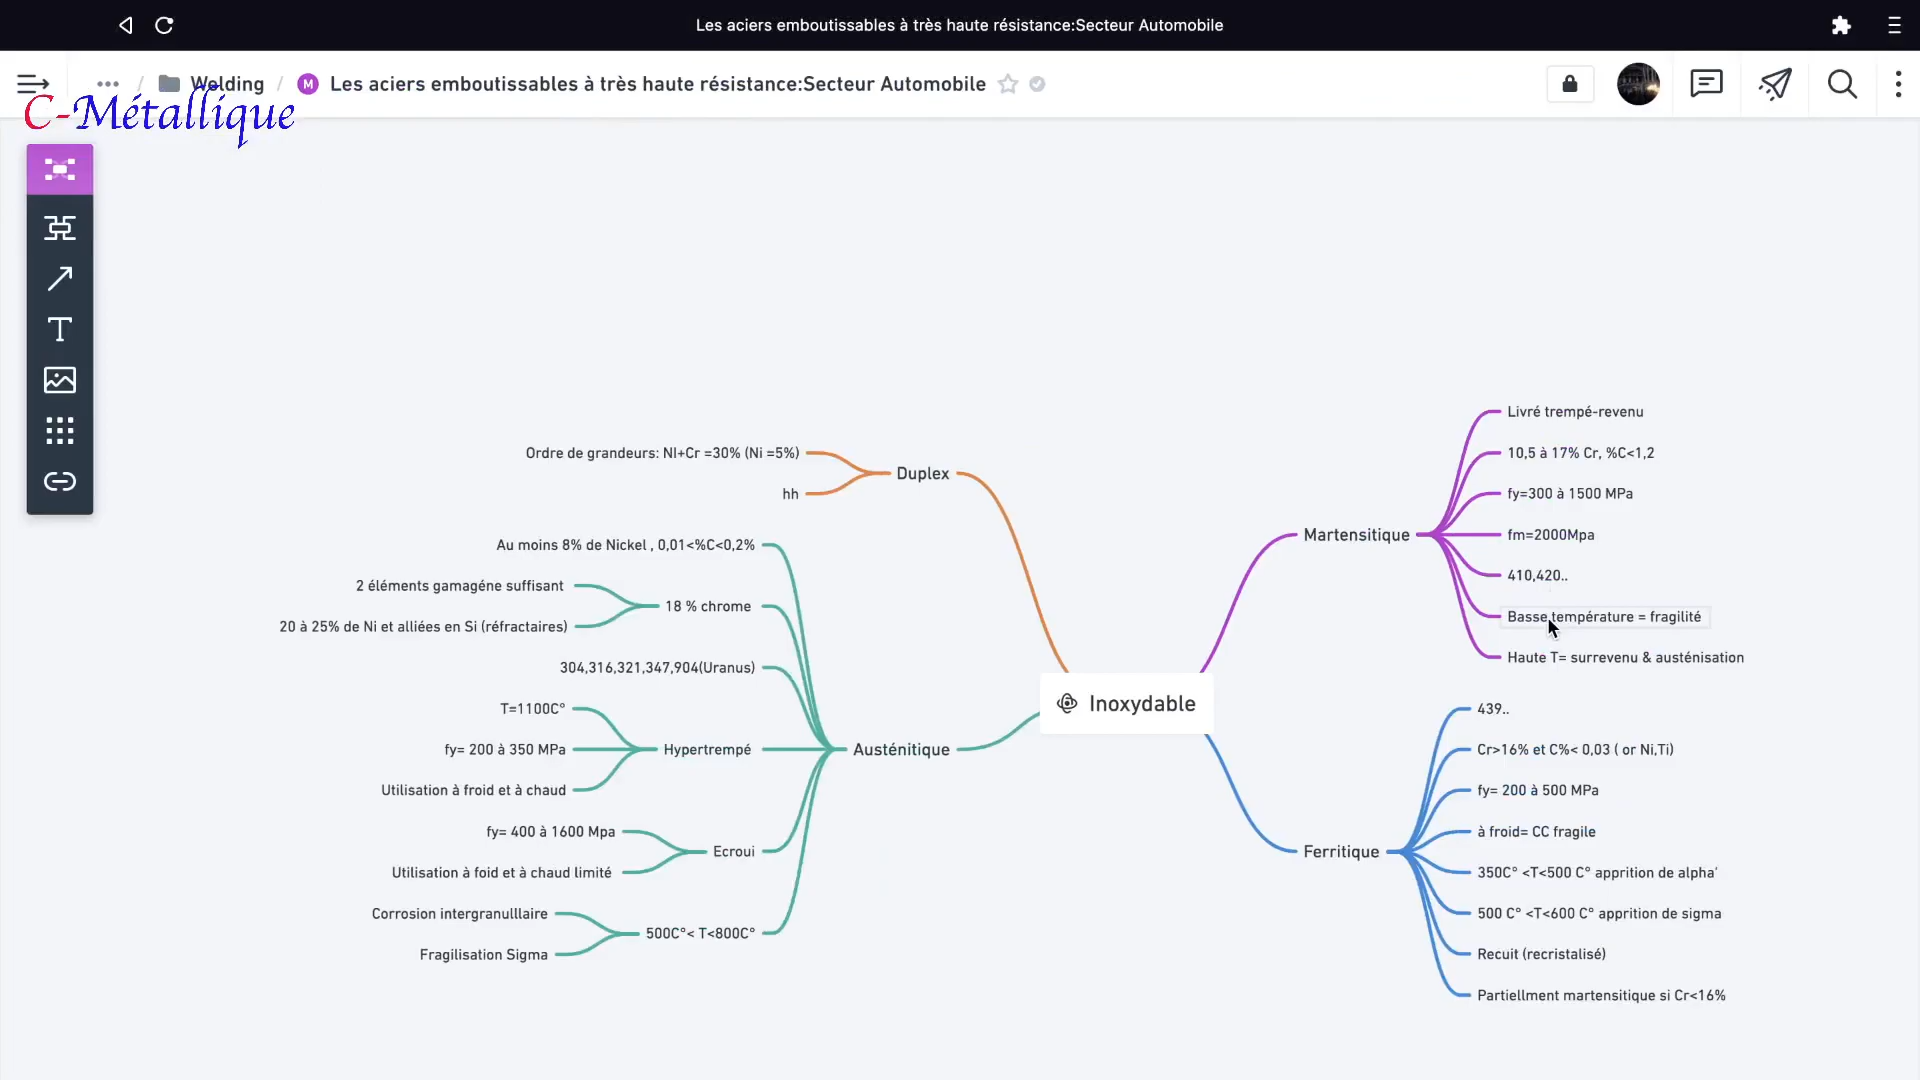 Les aciers emboutissables à très haute résistance:Secteur Automobile
Welding / M Les aciers emboutissables à très haute résistance:Secteur Automobile
C-Métallique
Ordre de grandeurs: NI+Cr =30% (Ni =5%)
hh
Duplex
Au moins 8% de Nickel , 0,01<%C<0,2%
2 éléments gamagéne suffisant
20 à 25% de Ni et alliées en Si (réfractaires)
18 % chrome
304,316,321,347,904(Uranus)
T=1100C°
fy= 200 à 350 MPa
Utilisation à froid et à chaud
Hypertrempé
Austénitique
fy= 400 à 1600 Mpa
Utilisation à foid et à chaud limité
Ecroui
Corrosion intergranulllaire
Fragilisation Sigma
500C°< T<800C°
Inoxydable
Martensitique
Livré trempé-revenu
10,5 à 17% Cr, %C<1,2
fy=300 à 1500 MPa
fm=2000Mpa
410,420..
Basse température = fragilité
Haute T= surrevenu & austénisation
Ferritique
439..
Cr>16% et C%< 0,03 ( or Ni,Ti)
fy= 200 à 500 MPa
à froid= CC fragile
350C° <T<500 C° apprition de alpha'
500 C° <T<600 C° apprition de sigma
Recuit (recristalisé)
Partiellment martensitique si Cr<16%